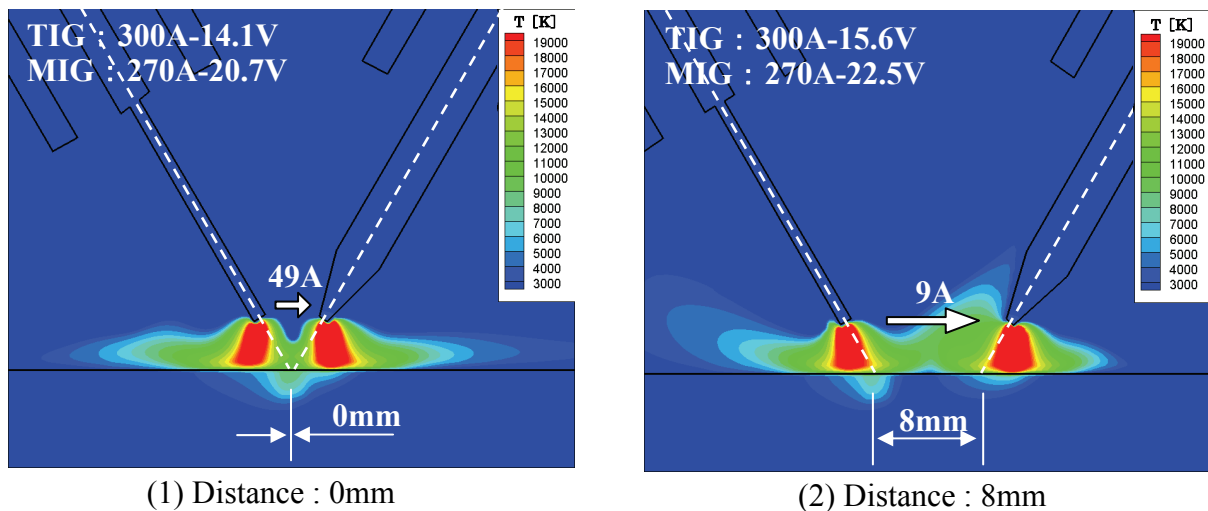 TIG : 300A-14.1V
MIG : 270A-20.7V
T [K]
19000
18000
17000
16000
15000
14000
13000
12000
11000
10000
9000
8000
7000
6000
5000
4000
3000
49A
0mm
(1) Distance : 0mm
TIG : 300A-15.6V
MIG : 270A-22.5V
T [K]
19000
18000
17000
16000
15000
14000
13000
12000
11000
10000
9000
8000
7000
6000
5000
4000
3000
9A
8mm
(2) Distance : 8mm